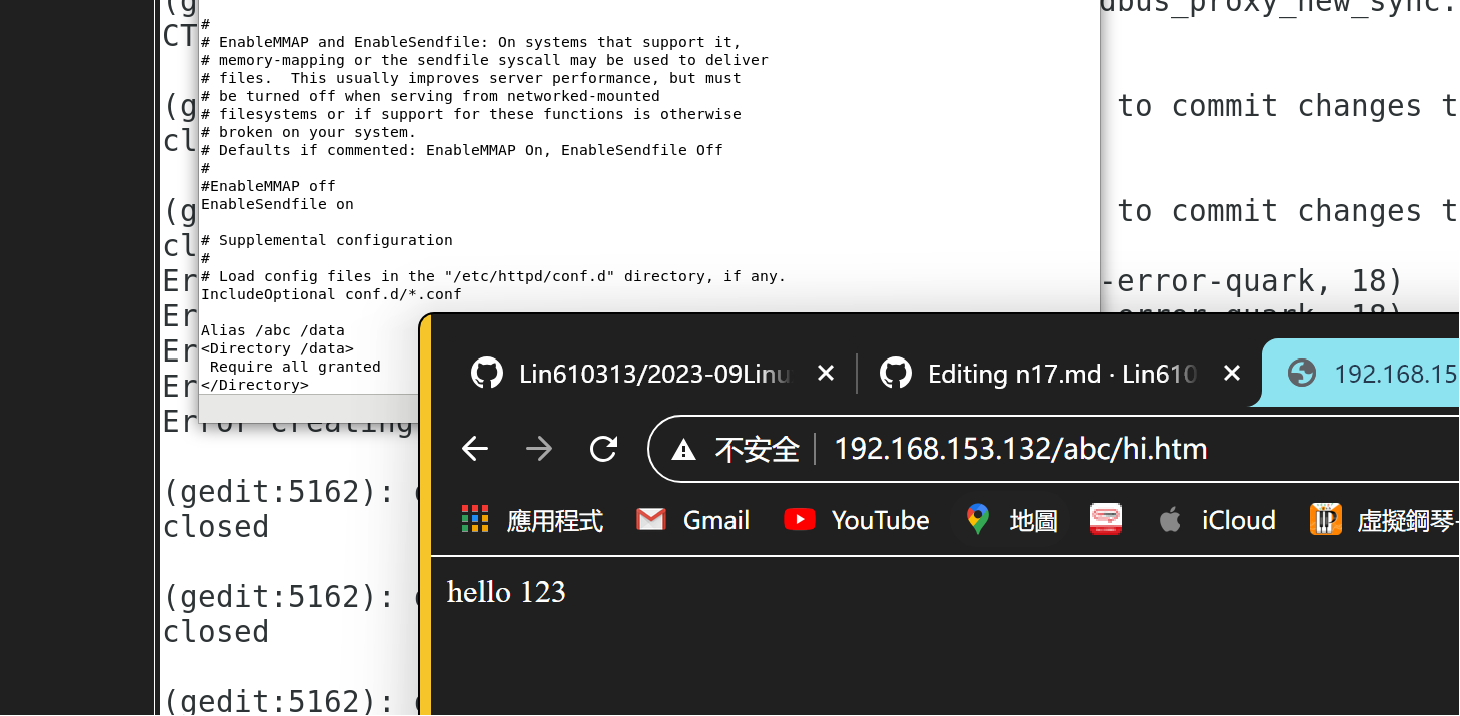 (g
dbus_proxy_new_sync:
CT
#
# EnableMMAP and EnableSendfile: On systems that support it,
# memory-mapping or the sendfile syscall may be used to deliver
# files.  This usually improves server performance, but must
# be turned off when serving from networked-mounted
# filesystems or if support for these functions is otherwise
# broken on your system.
# Defaults if commented: EnableMMAP On, EnableSendfile Off
#
#EnableMMAP off
EnableSendfile on
# Supplemental configuration
#
# Load config files in the "/etc/httpd/conf.d" directory, if any.
IncludeOptional conf.d/*.conf
Alias /abc /data
<Directory /data>
 Require all granted
</Directory>
(g
to commit changes t
cl
(g
to commit changes t
cl
Er
-error-quark, 18)
Er
-error-quark, 18)
Er
Er
Error creating
(gedit:5162):
closed
(gedit:5162):
closed
(gedit:5162):
Lin610313/2023-09Linu
Editing n17.md · Lin610
192.168.15
不安全
192.168.153.132/abc/hi.htm
應用程式
Gmail
YouTube
地圖
iCloud
虛擬鋼琴
hello 123